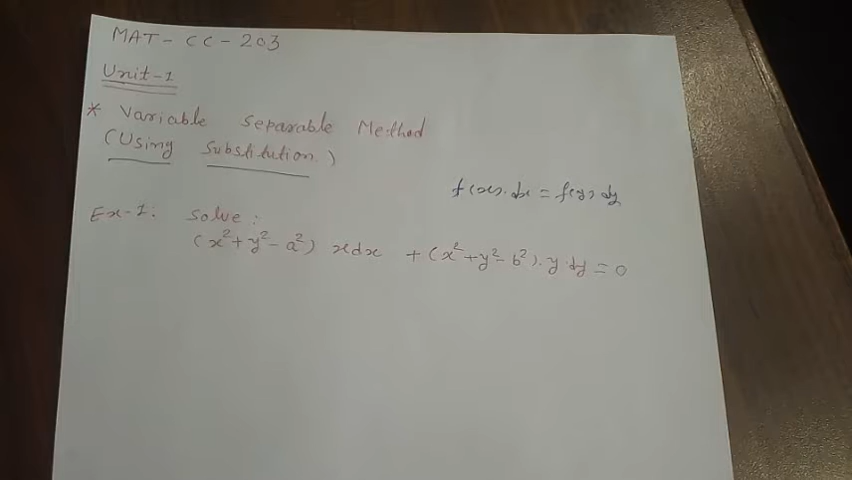 MAT - CC - 203
Unit-1
* Variable Separable Method
(Using Substitution.)
f(x).dx = f(y) dy
Ex-1: Solve:
(x²+y²-a²) xdx + (x²+y²-b²).y.dy = 0